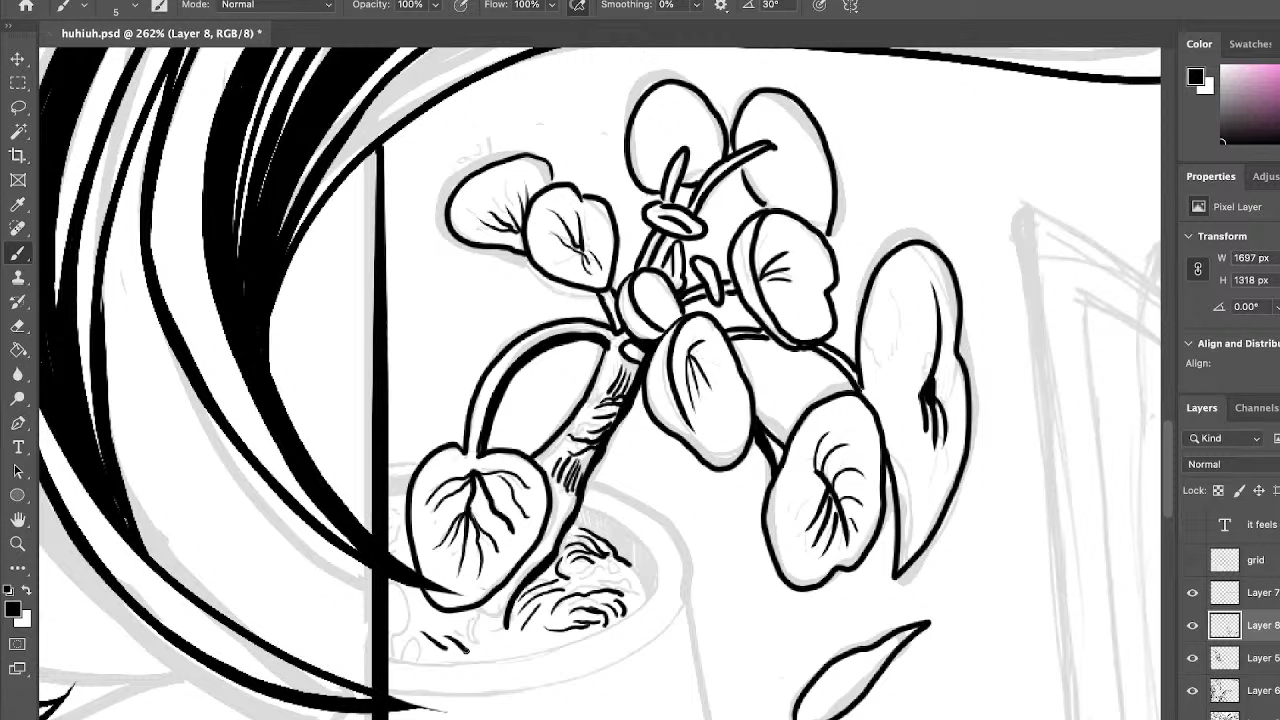 5 Mode: Normal Opacity: 100% Flow: 100% Smoothing: 0% 30°
huhiuh.psd @ 262% (Layer 8, RGB/8) *
Color Swatches
Properties Adjus
Pixel Layer
Transform
W 1697 px
H 1318 px
0.00°
Align and Distribu
Align:
Layers Channels
Kind
Normal
Lock:
T it feels
grid
Layer 7
Layer 8
Layer 5
Layer 6